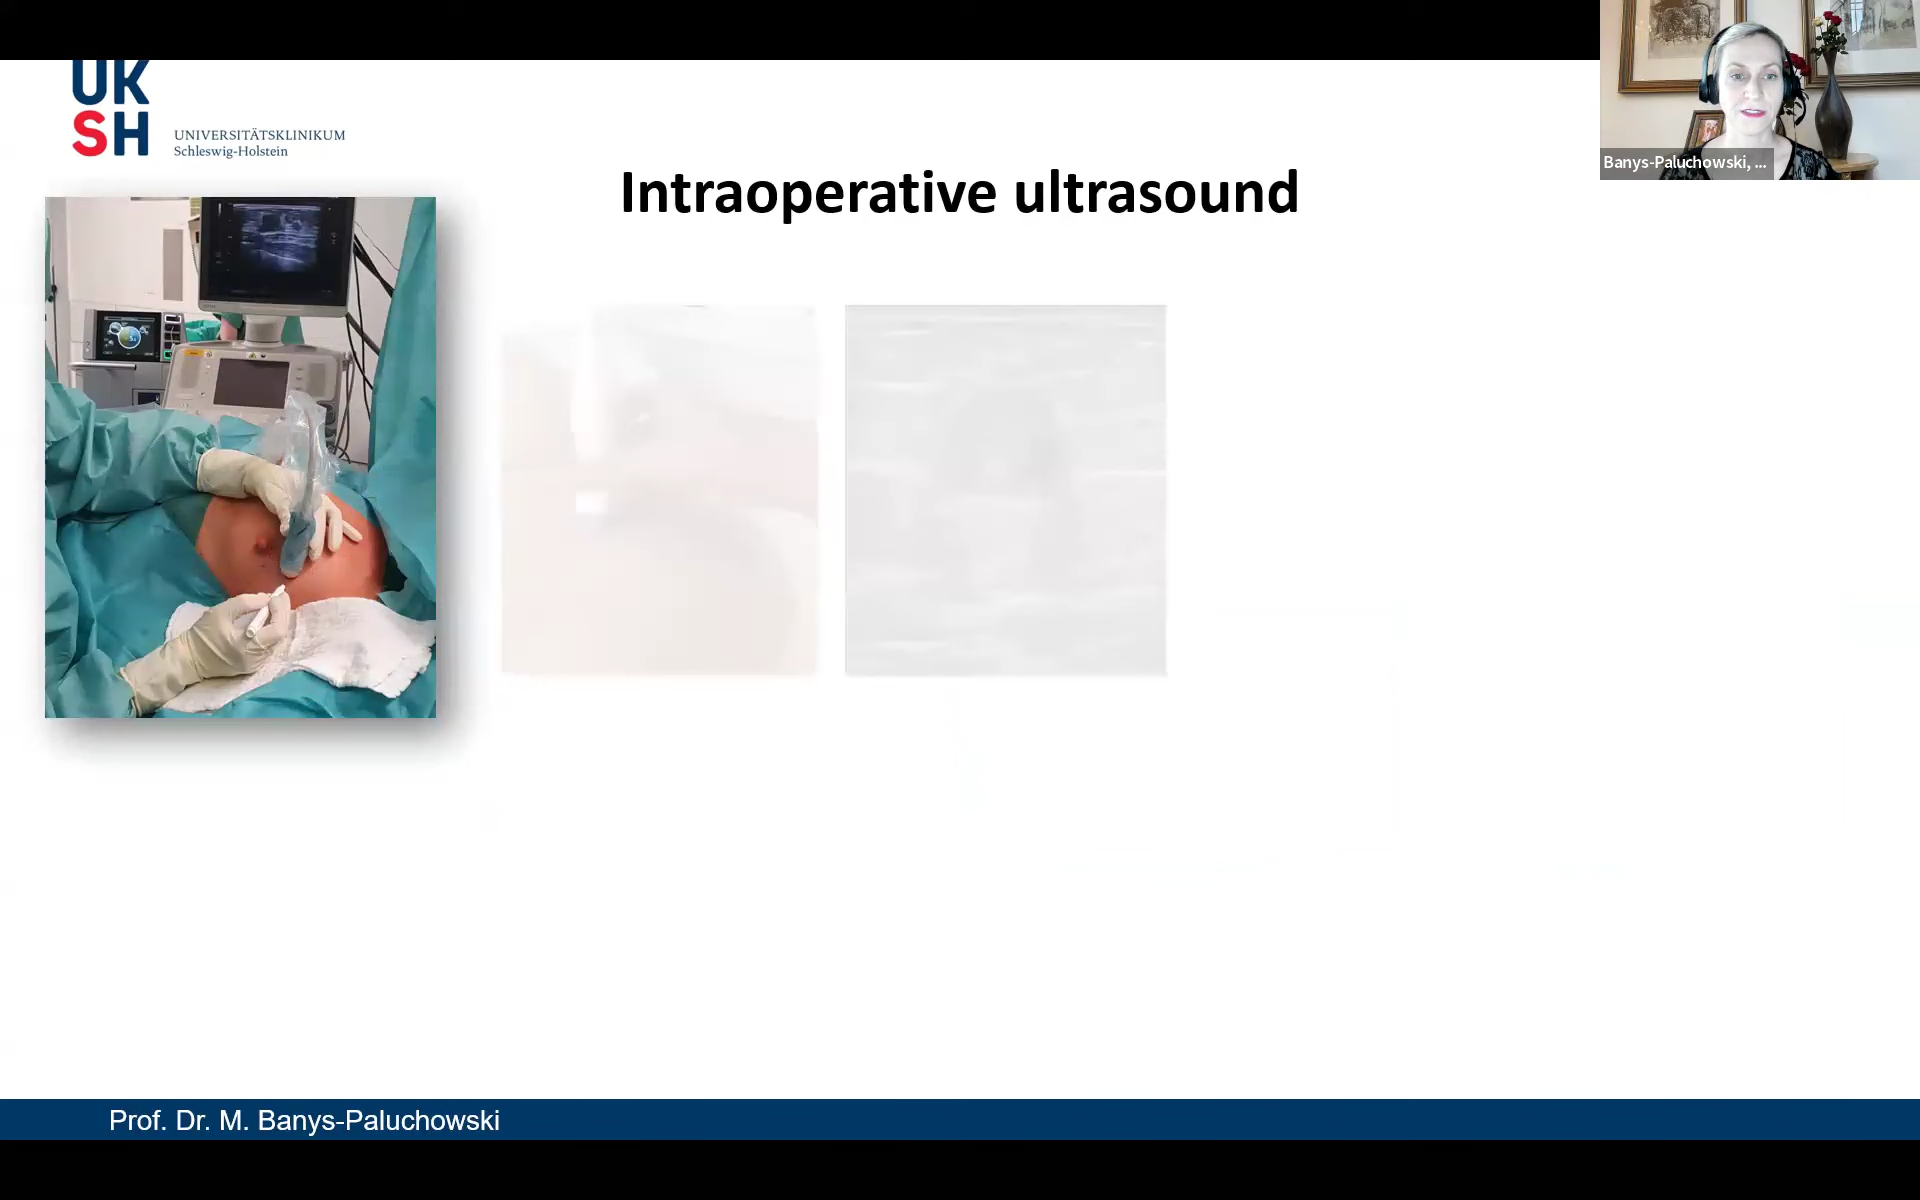 UK
SH
UNIVERSITÄTSKLINIKUM
Schleswig-Holstein
Banys-Paluchowski, ...
Intraoperative ultrasound
Prof. Dr. M. Banys-Paluchowski